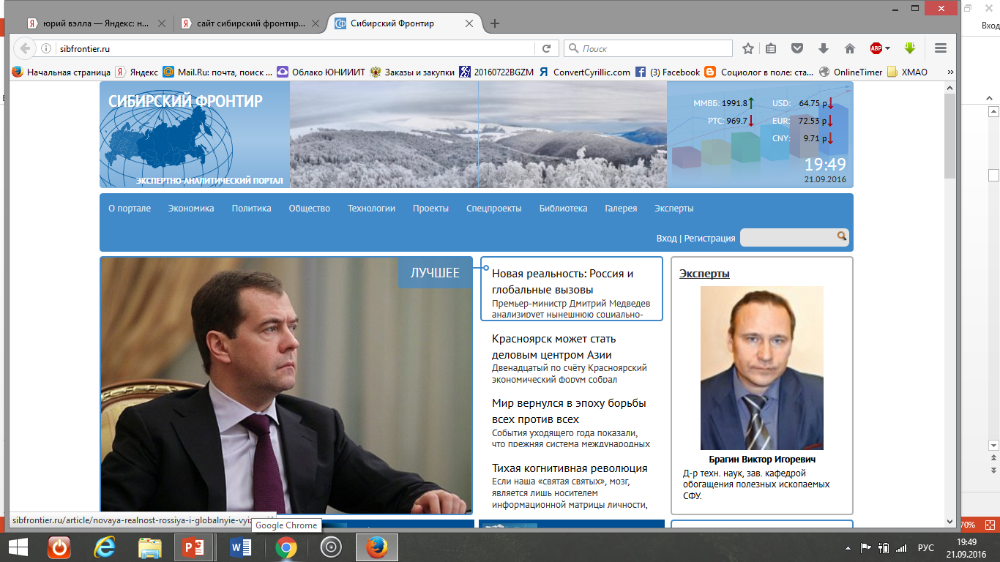 Вход
юрий вэлла — Яндекс: н...
сайт сибирский фронтир...
Сибирский Фронтир
sibfrontier.ru
Поиск
ABP
Начальная страница
Яндекс
Mail.Ru: почта, поиск ...
Облако ЮНИИИТ
Заказы и закупки
20160722BGZM
ConvertCyrillic.com
(3) Facebook
Социолог в поле: ста...
OnlineTimer
ХМАО
СИБИРСКИЙ ФРОНТИР
ЭКСПЕРТНО-АНАЛИТИЧЕСКИЙ ПОРТАЛ
ММВБ: 1991.8 USD: 64.75 р
РТС: 969.7 EUR: 72.53 р
CNY: 9.71 р
19:49
21.09.2016
О портале Экономика Политика Общество Технологии Проекты Спецпроекты Библиотека Галерея Эксперты
Вход | Регистрация
ЛУЧШЕЕ
Новая реальность: Россия и
глобальные вызовы
Премьер-министр Дмитрий Медведев
анализирует нынешнюю социально-
Красноярск может стать
деловым центром Азии
Двенадцатый по счёту Красноярский
экономический форум собрал
Мир вернулся в эпоху борьбы
всех против всех
События уходящего года показали,
что прежняя система международных
Тихая когнитивная революция
Если наша «святая святых», мозг,
является лишь носителем
информационной матрицы личности,
Эксперты
Брагин Виктор Игоревич
Д-р техн. наук, зав. кафедрой
обогащения полезных ископаемых
СФУ.
sibfrontier.ru/article/novaya-realnost-rossiya-i-globalnyie-vyi
Google Chrome
70%
РУС
19:49
21.09.2016